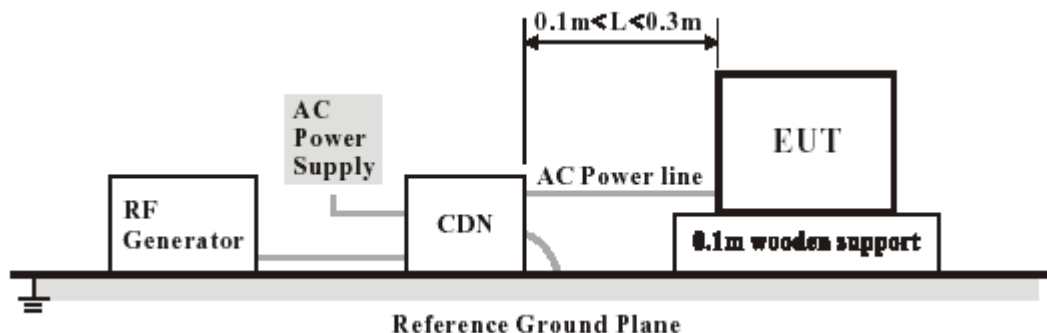 0.1m<L<0.3m
AC
Power
Supply
EUT
AC Power line
RF
Generator
CDN
0.1m wooden support
Reference Ground Plane